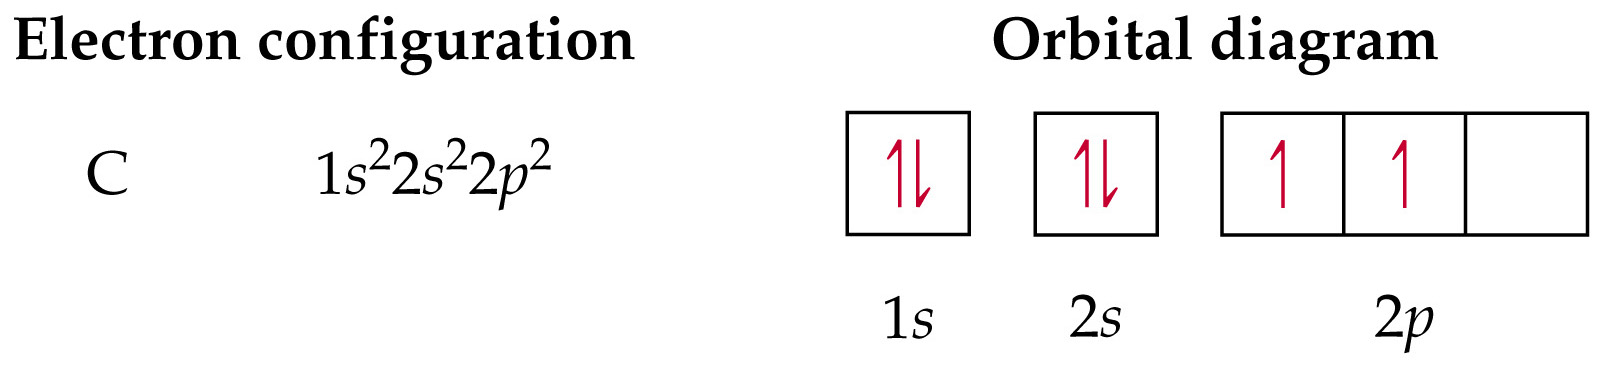 Electron configuration Orbital diagram
C 1s²2s²2p² ↿⇂ ↿⇂ ↿ ↿
1s 2s 2p